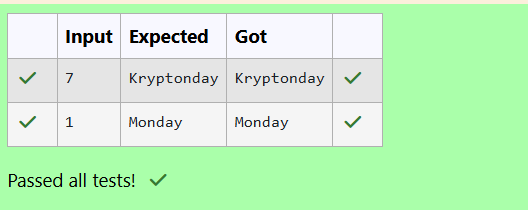 Input Expected Got
7 Kryptonday Kryptonday
1 Monday Monday
Passed all tests!